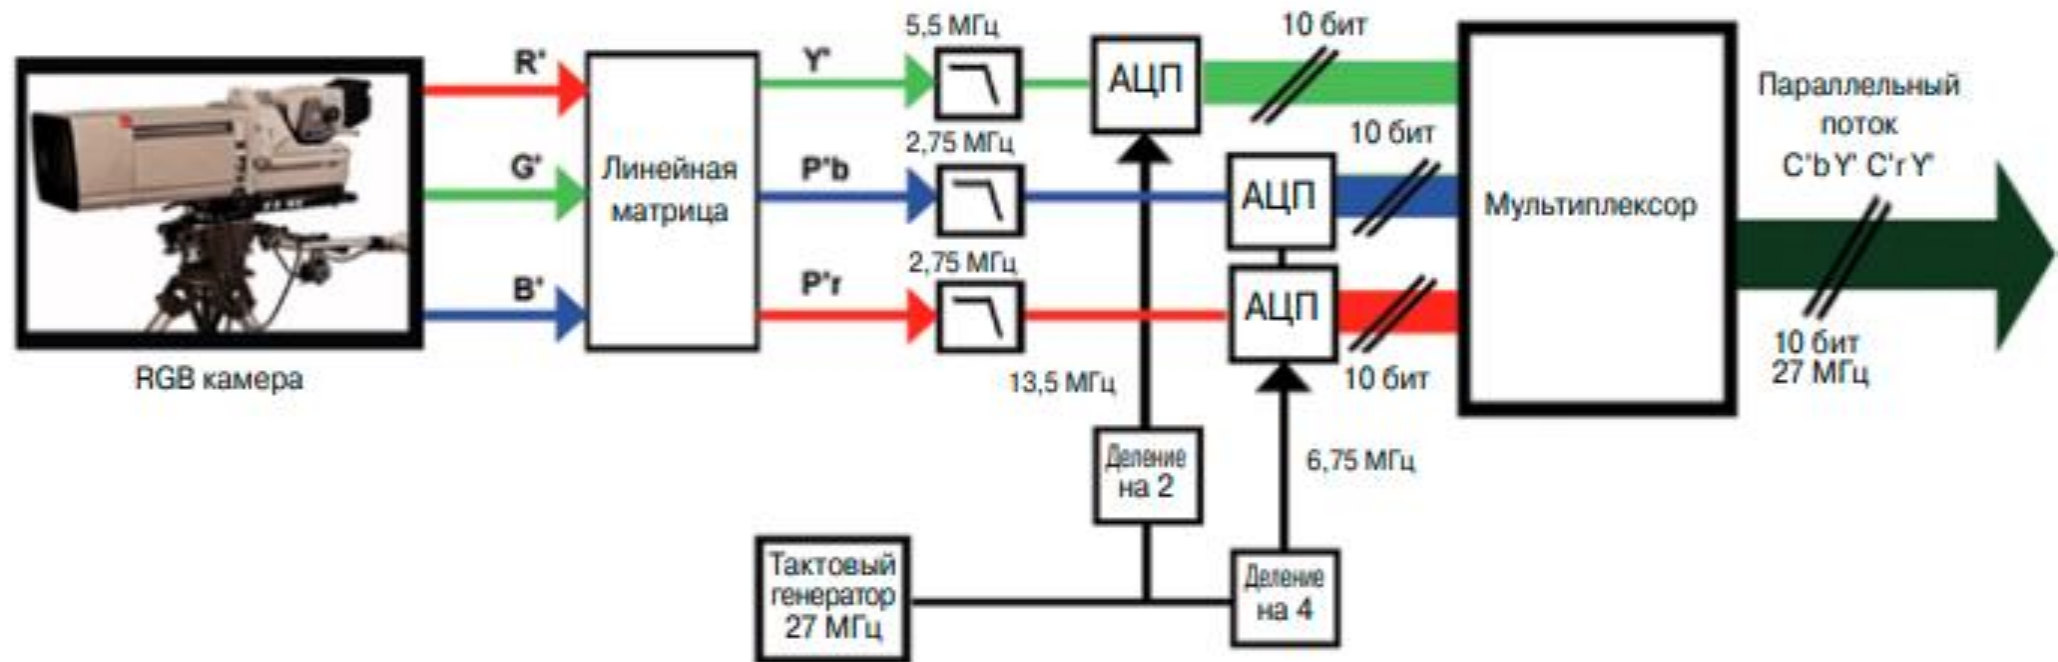 5,5 МГц
10 бит
R'
Y'
АЦП
Параллельный
поток
C'b Y' C'r Y'
10 бит
2,75 МГц
G'
Линейная
матрица
P'b
АЦП
Мультиплексор
2,75 МГц
B'
P'r
АЦП
10 бит
27 МГц
RGB камера
13,5 МГц
10 бит
Деление
на 2
6,75 МГц
Тактовый
генератор
27 МГц
Деление
на 4